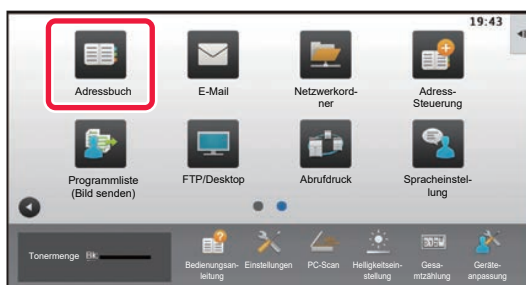 19:43
Adressbuch
E-Mail
Netzwerkord-
ner
Adress-
Steuerung
Programmliste
(Bild senden)
FTP/Desktop
Abrufdruck
Spracheinstel-
lung
Tonermenge Bk:
Bedienungsan-
leitung
Einstellungen
PC-Scan
Helligkeitsein-
stellung
Gesa-
mtzählung
Geräte-
anpassung